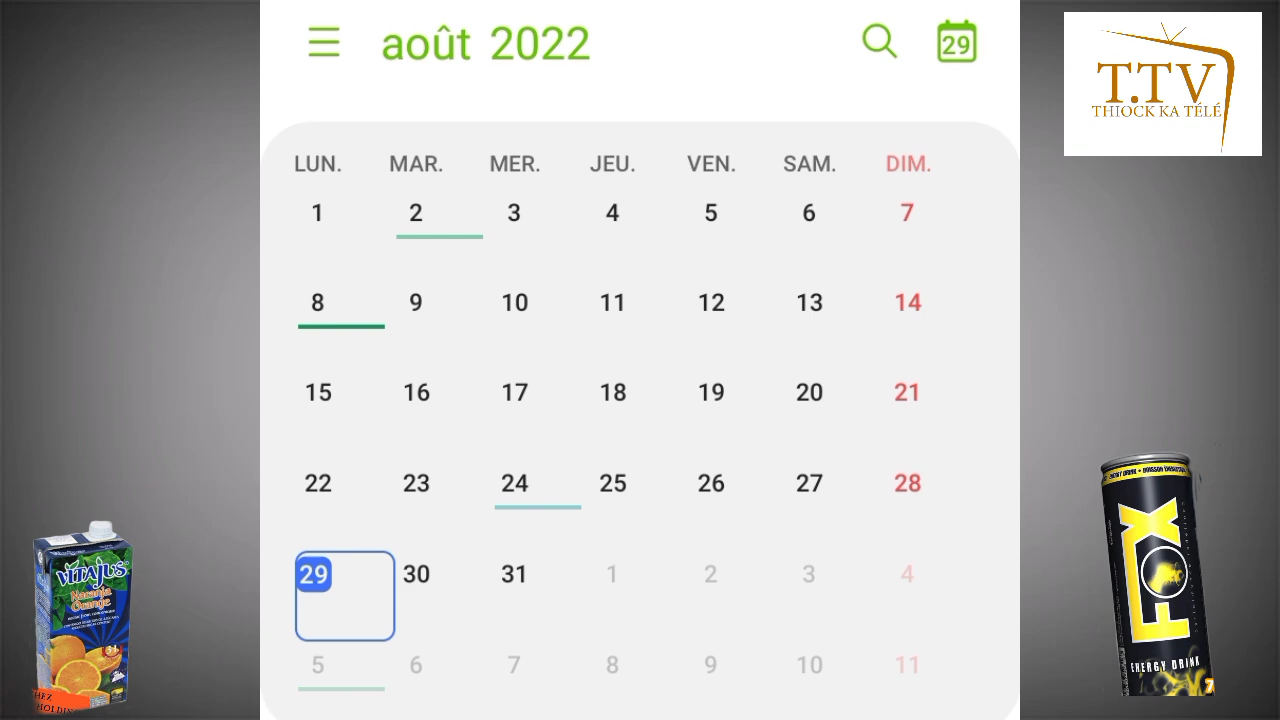 août 2022
29
T.TV
THIOCK KA TÉLÉ
LUN. MAR. MER. JEU. VEN. SAM. DIM.
1 2 3 4 5 6 7
8 9 10 11 12 13 14
15 16 17 18 19 20 21
22 23 24 25 26 27 28
29 30 31 1 2 3 4
5 6 7 8 9 10 11
VITAJUS
Naranja
Orange
HOLDIN
FOX
ENERGY DRINK